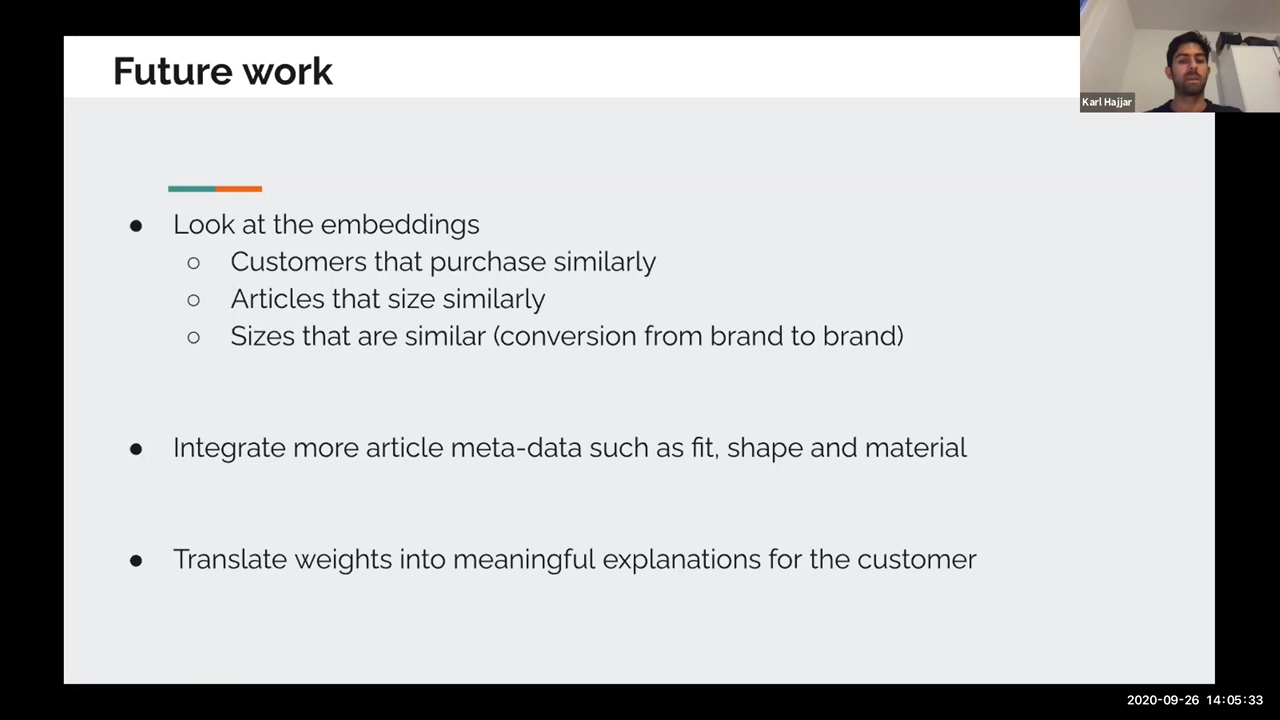 Future work
Karl Hajjar
● Look at the embeddings
○ Customers that purchase similarly
○ Articles that size similarly
○ Sizes that are similar (conversion from brand to brand)
● Integrate more article meta-data such as fit, shape and material
● Translate weights into meaningful explanations for the customer
2020-09-26 14:05:33